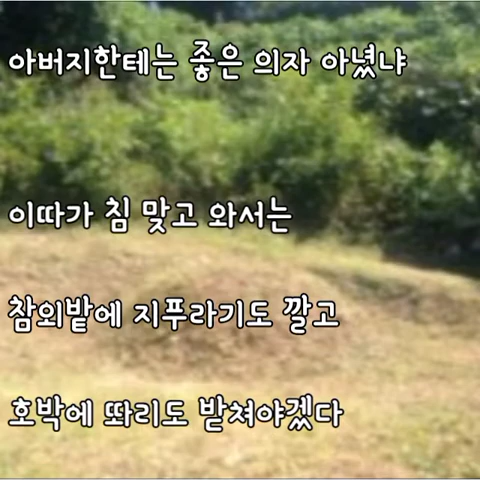 아버지한테는 좋은 의자 아녔냐
이따가 침 맞고 와서는
참외밭에 지푸라기도 깔고
호박에 똬리도 받쳐야겠다